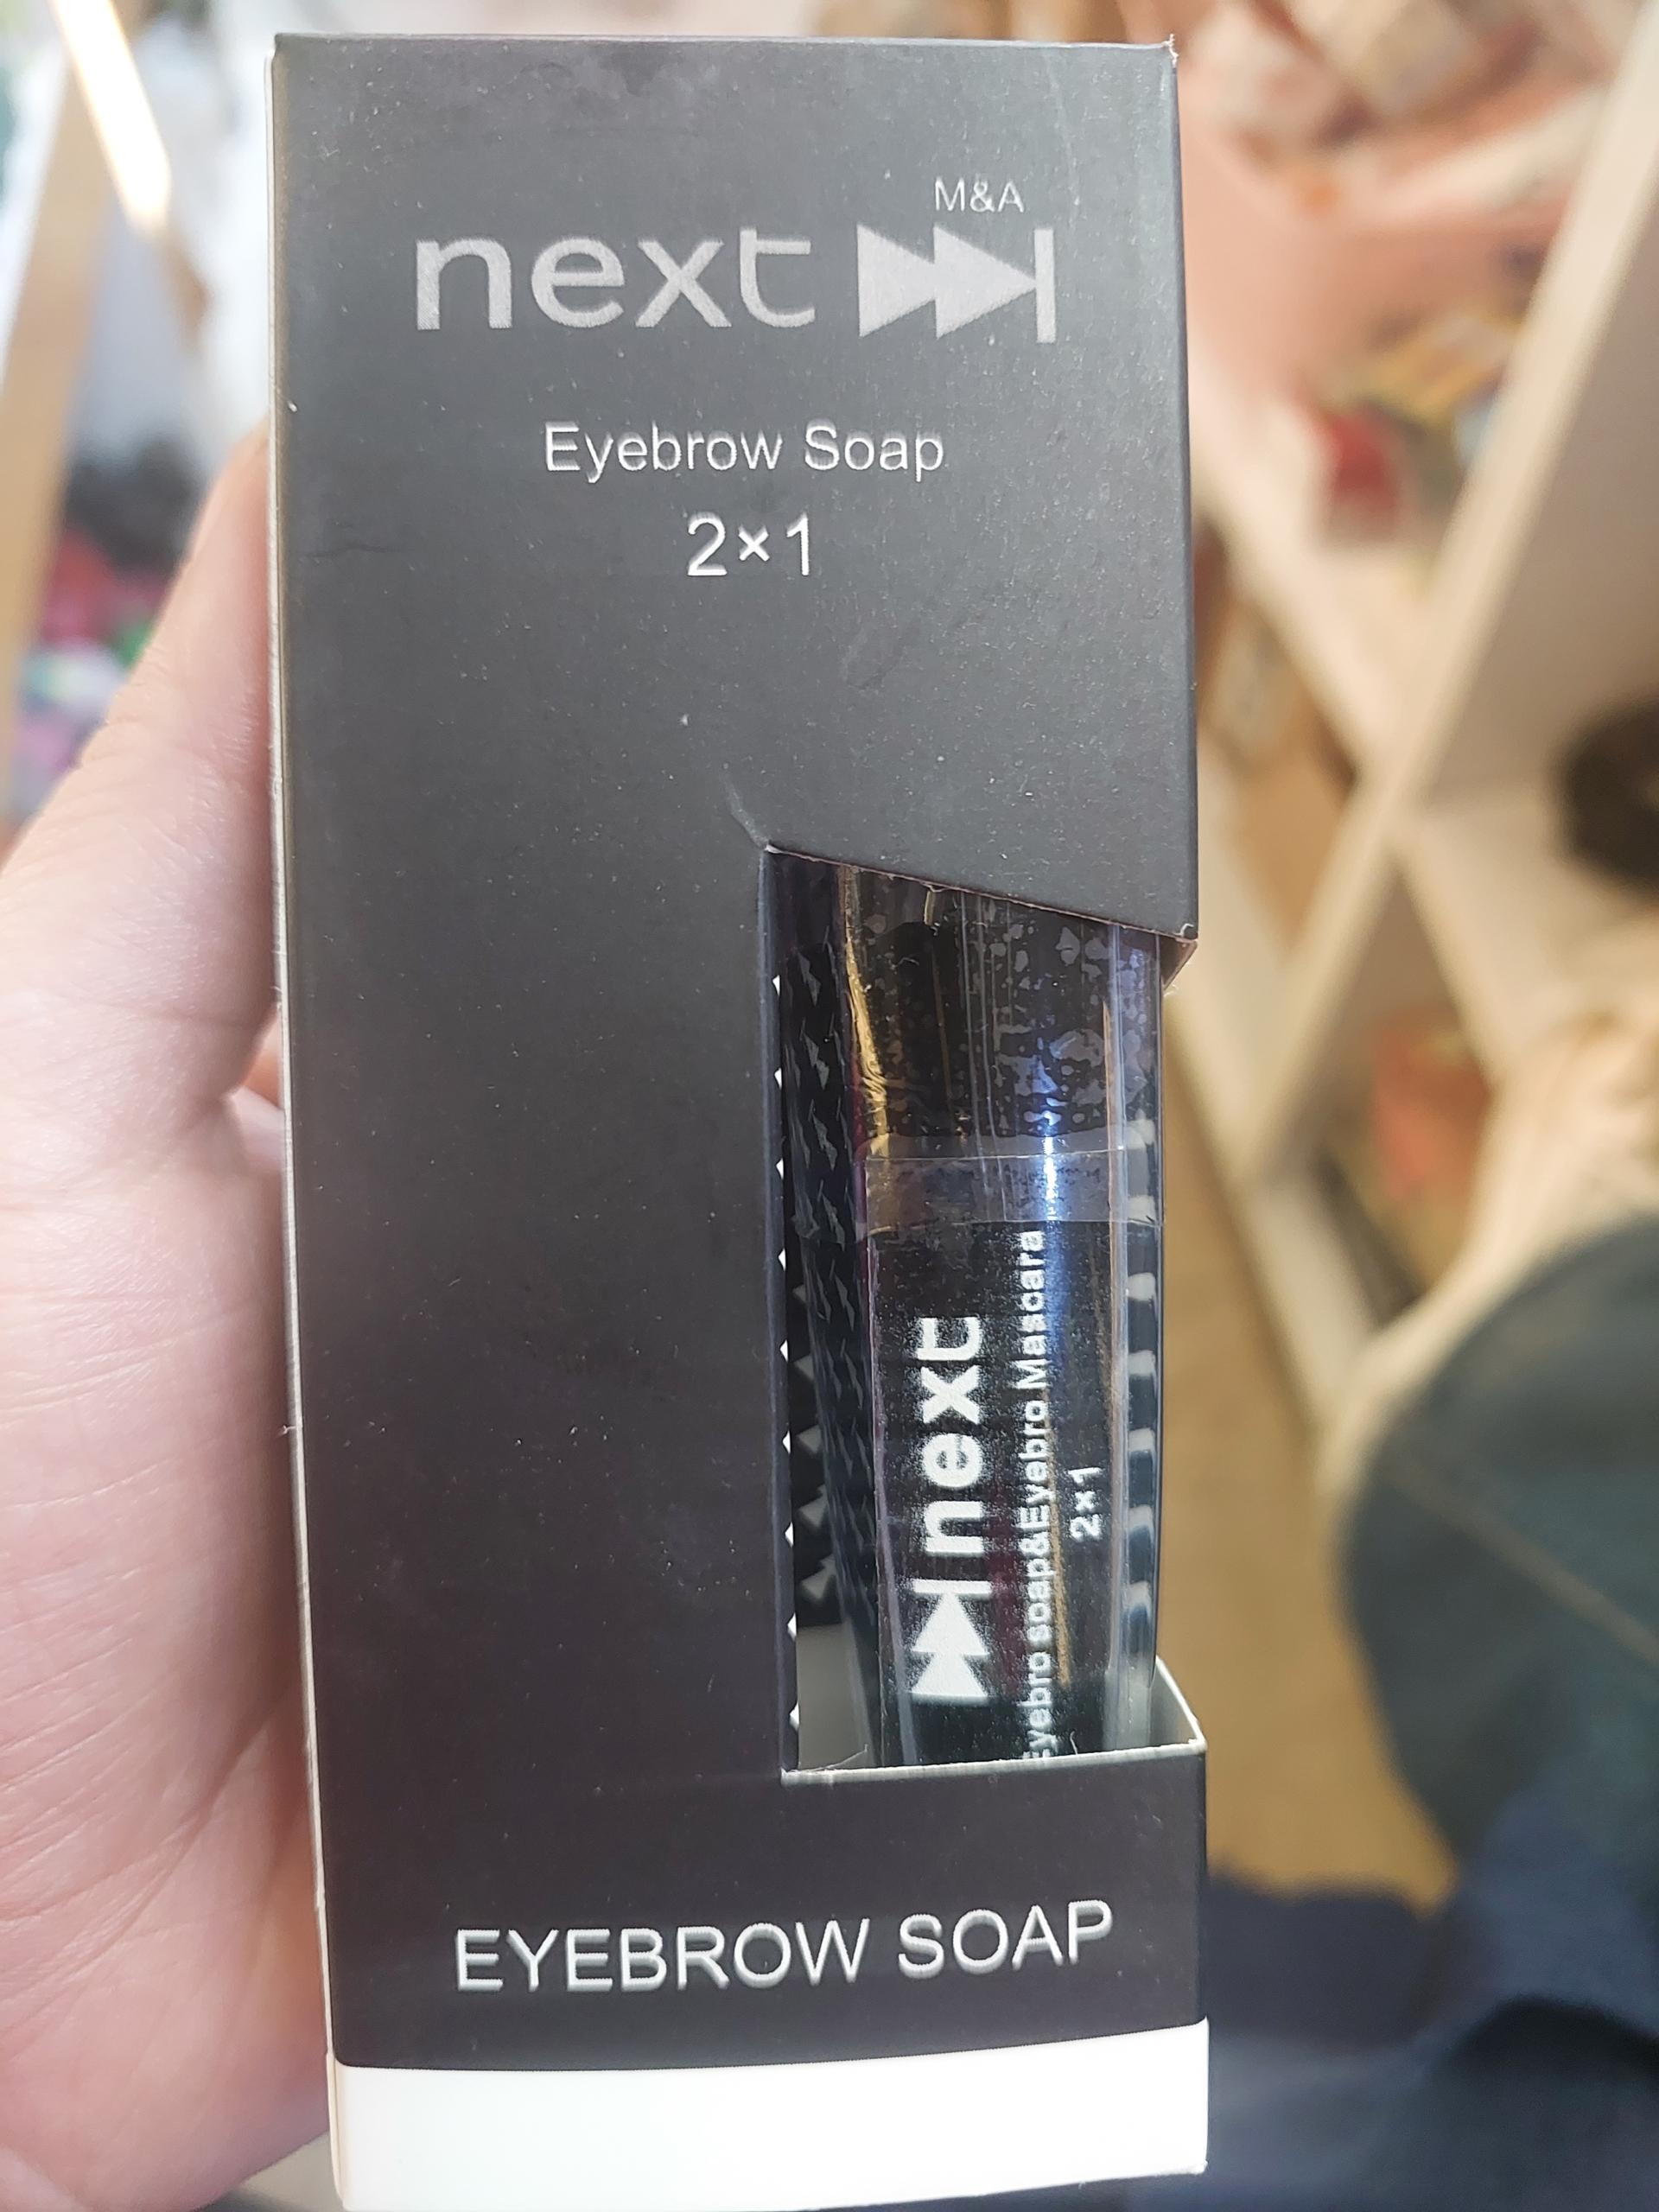 M&A
next
Eyebrow Soap
2×1
next
Eyebro soap&Eyebro Mascara
2×1
EYEBROW SOAP